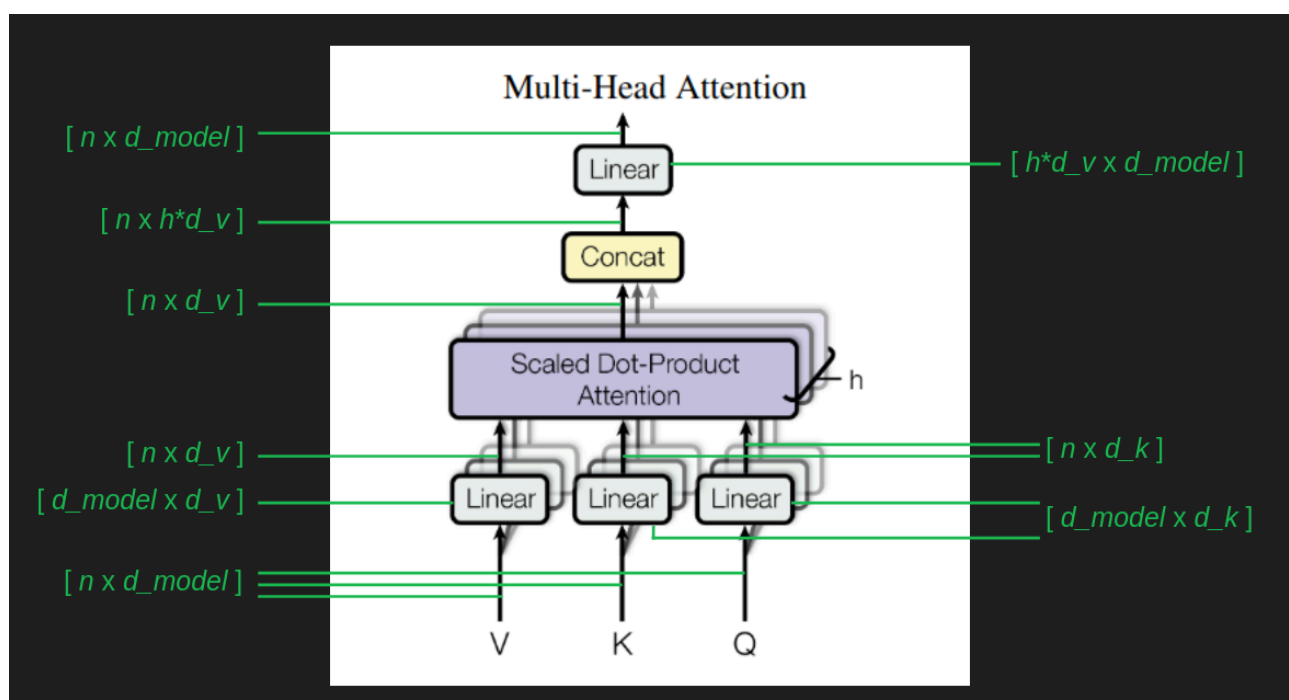 Multi-Head Attention
[ n x d_model ]
Linear
[ h*d_v x d_model ]
[ n x h*d_v ]
Concat
[ n x d_v ]
Scaled Dot-Product
Attention
h
[ n x d_v ]
[ n x d_k ]
[ d_model x d_v ]
Linear
Linear
Linear
[ d_model x d_k ]
[ n x d_model ]
V
K
Q